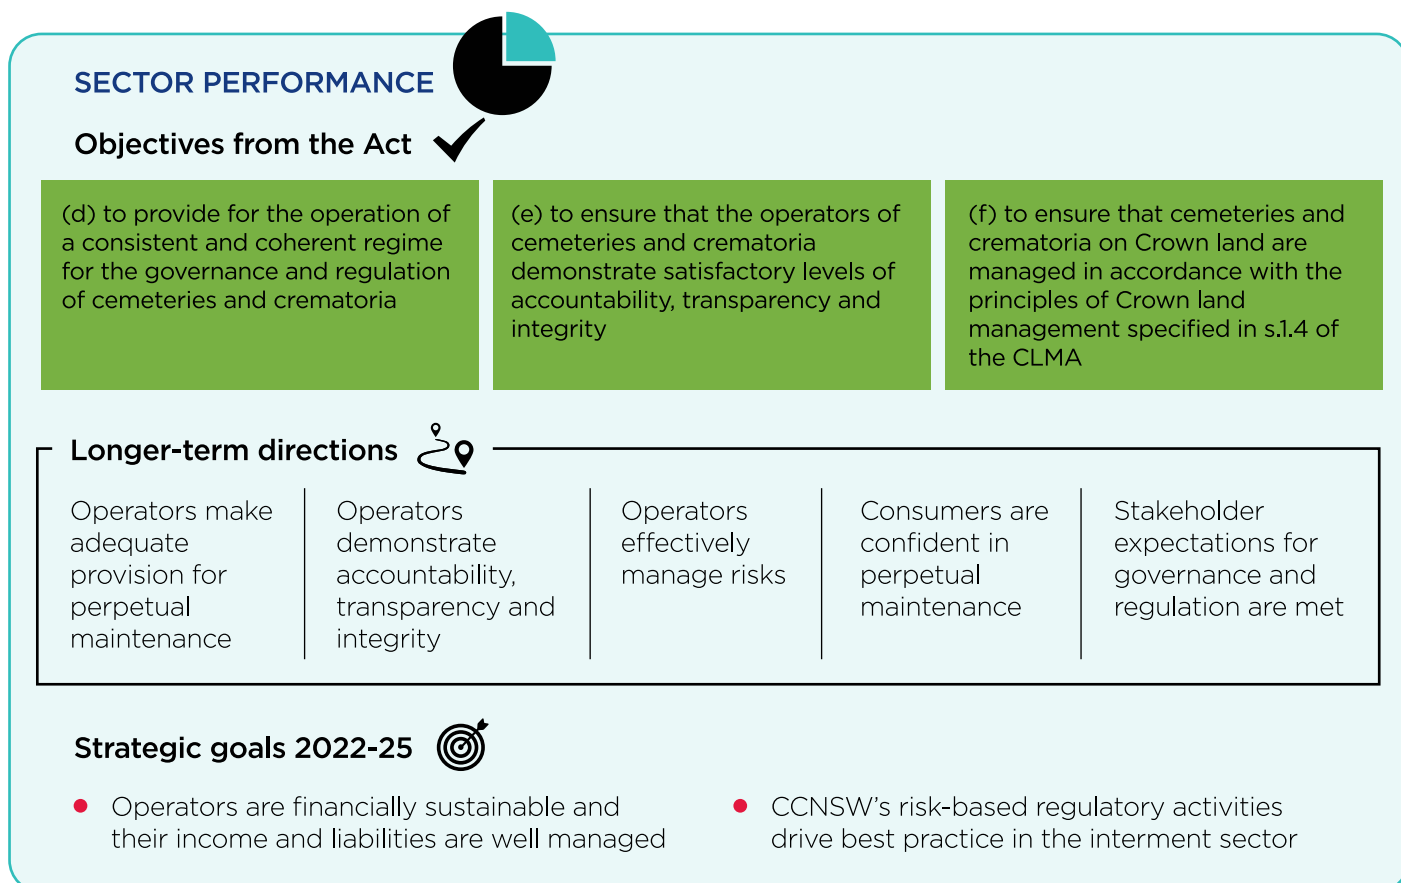 SECTOR PERFORMANCE
Objectives from the Act
(d) to provide for the operation of
a consistent and coherent regime
for the governance and regulation
of cemeteries and crematoria
(e) to ensure that the operators of
cemeteries and crematoria
demonstrate satisfactory levels of
accountability, transparency and
integrity
(f) to ensure that cemeteries and
crematoria on Crown land are
managed in accordance with the
principles of Crown land
management specified in s.1.4 of
the CLMA
Longer-term directions
Operators make
adequate
provision for
perpetual
maintenance
Operators
demonstrate
accountability,
transparency and
integrity
Operators
effectively
manage risks
Consumers are
confident in
perpetual
maintenance
Stakeholder
expectations for
governance and
regulation are met
Strategic goals 2022-25
• Operators are financially sustainable and
their income and liabilities are well managed
• CCNSW's risk-based regulatory activities
drive best practice in the interment sector